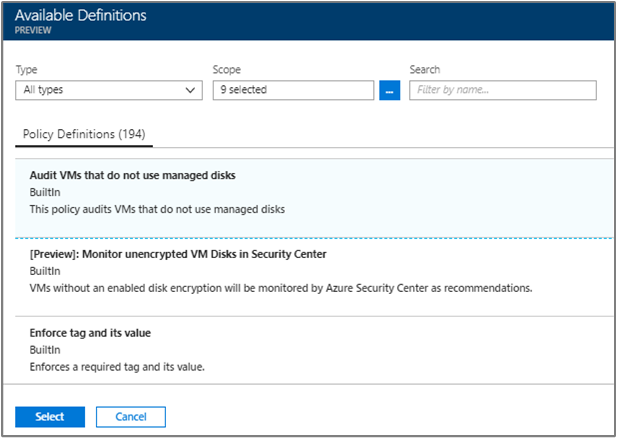 Available Definitions
PREVIEW
Type
Scope
Search
All types
9 selected
...
Filter by name...
Policy Definitions (194)
Audit VMs that do not use managed disks
BuiltIn
This policy audits VMs that do not use managed disks
[Preview]: Monitor unencrypted VM Disks in Security Center
BuiltIn
VMs without an enabled disk encryption will be monitored by Azure Security Center as recommendations.
Enforce tag and its value
BuiltIn
Enforces a required tag and its value.
Select
Cancel